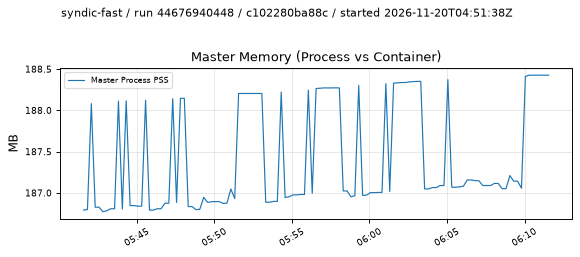 syndic-fast / run 44676940448 / c102280ba88c / started 2026-11-20T04:51:38Z
Master Memory (Process vs Container)
Master Process PSS
MB
188.5
188.0
187.5
187.0
05:45
05:50
05:55
06:00
06:05
06:10